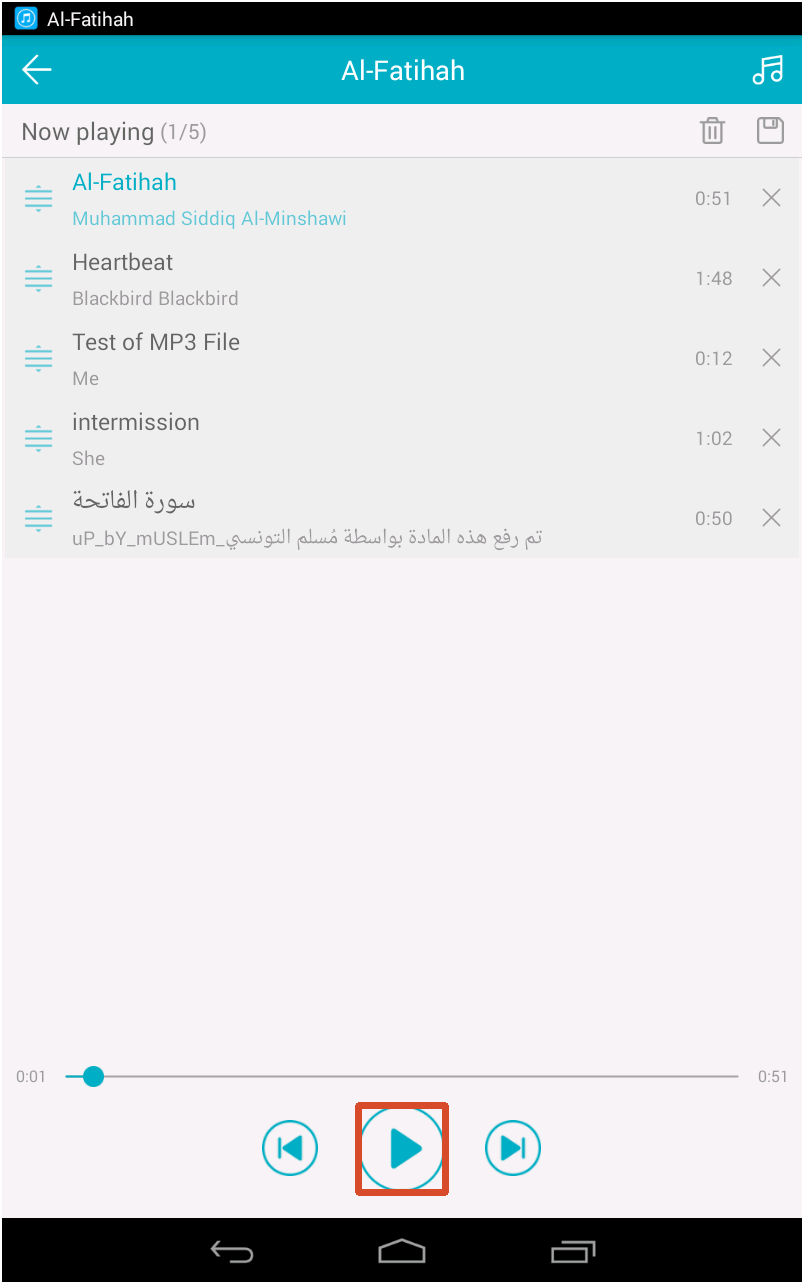 Al-Fatihah
Al-Fatihah
Now playing (1/5)
Al-Fatihah
0:51
Muhammad Siddiq Al-Minshawi
Heartbeat
1:48
Blackbird Blackbird
Test of MP3 File
0:12
Me
intermission
1:02
She
سورة الفاتحة
0:50
uP_bY_mUSLEm_تم رفع هذه المادة بواسطة مُسلم التونسي
0:01
0:51